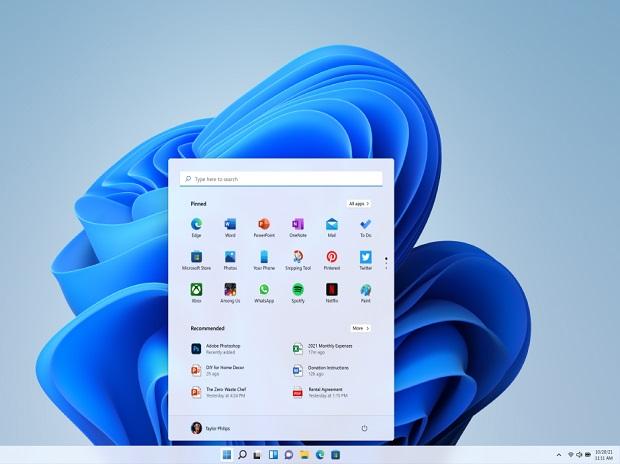 Type here to search
Pinned
All apps >
Edge
Word
PowerPoint
OneNote
Mail
To Do
Microsoft Store
Photos
Your Phone
Snipping Tool
Pinterest
Twitter
Xbox
Among Us
WhatsApp
Spotify
Netflix
Paint
Recommended
More >
Adobe Photoshop
Recently added
2021 Monthly Expenses
17m ago
DIY for Home Decor
2h ago
Donation Instructions
12h ago
The Zero Waste Chef
Yesterday at 4:24 PM
Rental Agreement
Yesterday at 1:15 PM
Taylor Philips
10/20/21
11:11 AM